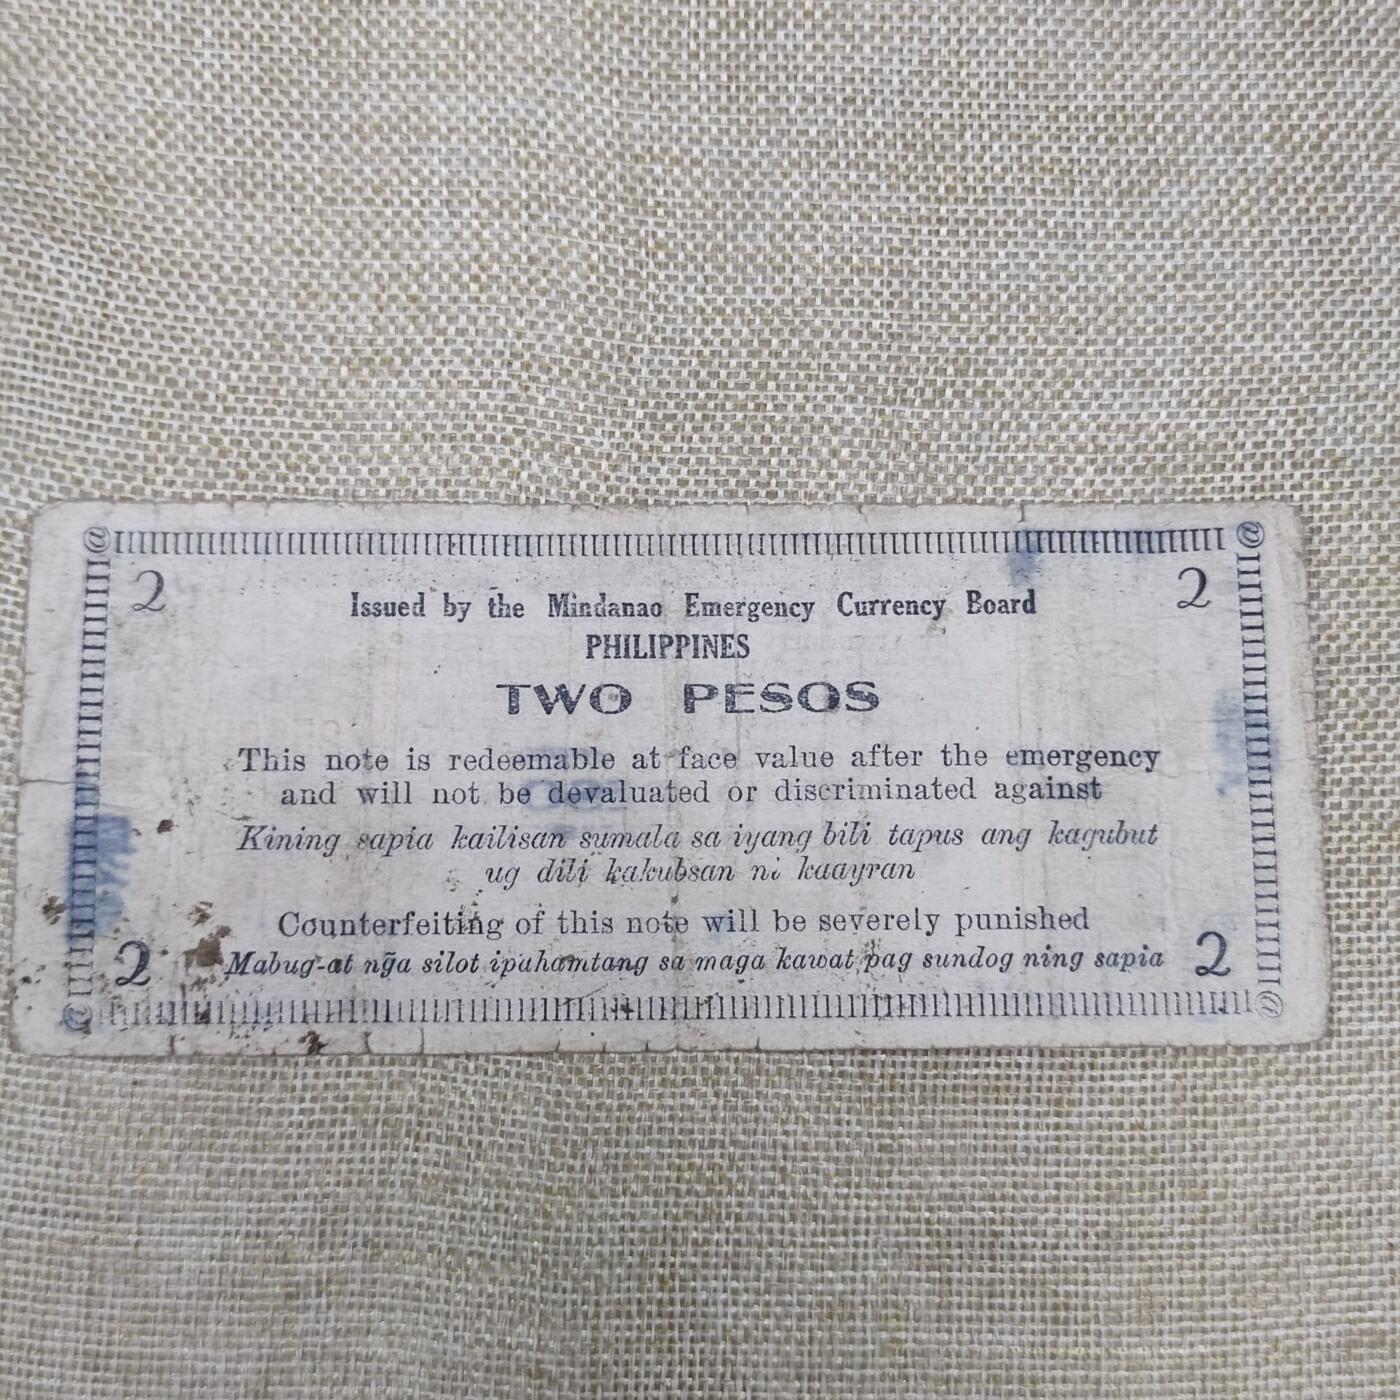 2 2
Issued by the Mindanao Emergency Currency Board
PHILIPPINES
TWO PESOS
This note is redeemable at face value after the emergency
and will not be devaluated or discriminated against
Kining sapia kailisan sumala sa iyang bili tapus ang kagubut
ug dili kakubsan ni kaayran
Counterfeiting of this note will be severely punished
Mabug-at ng̃a silot ipahamtang sa maga kawat pag sundog ning sapia
2 2